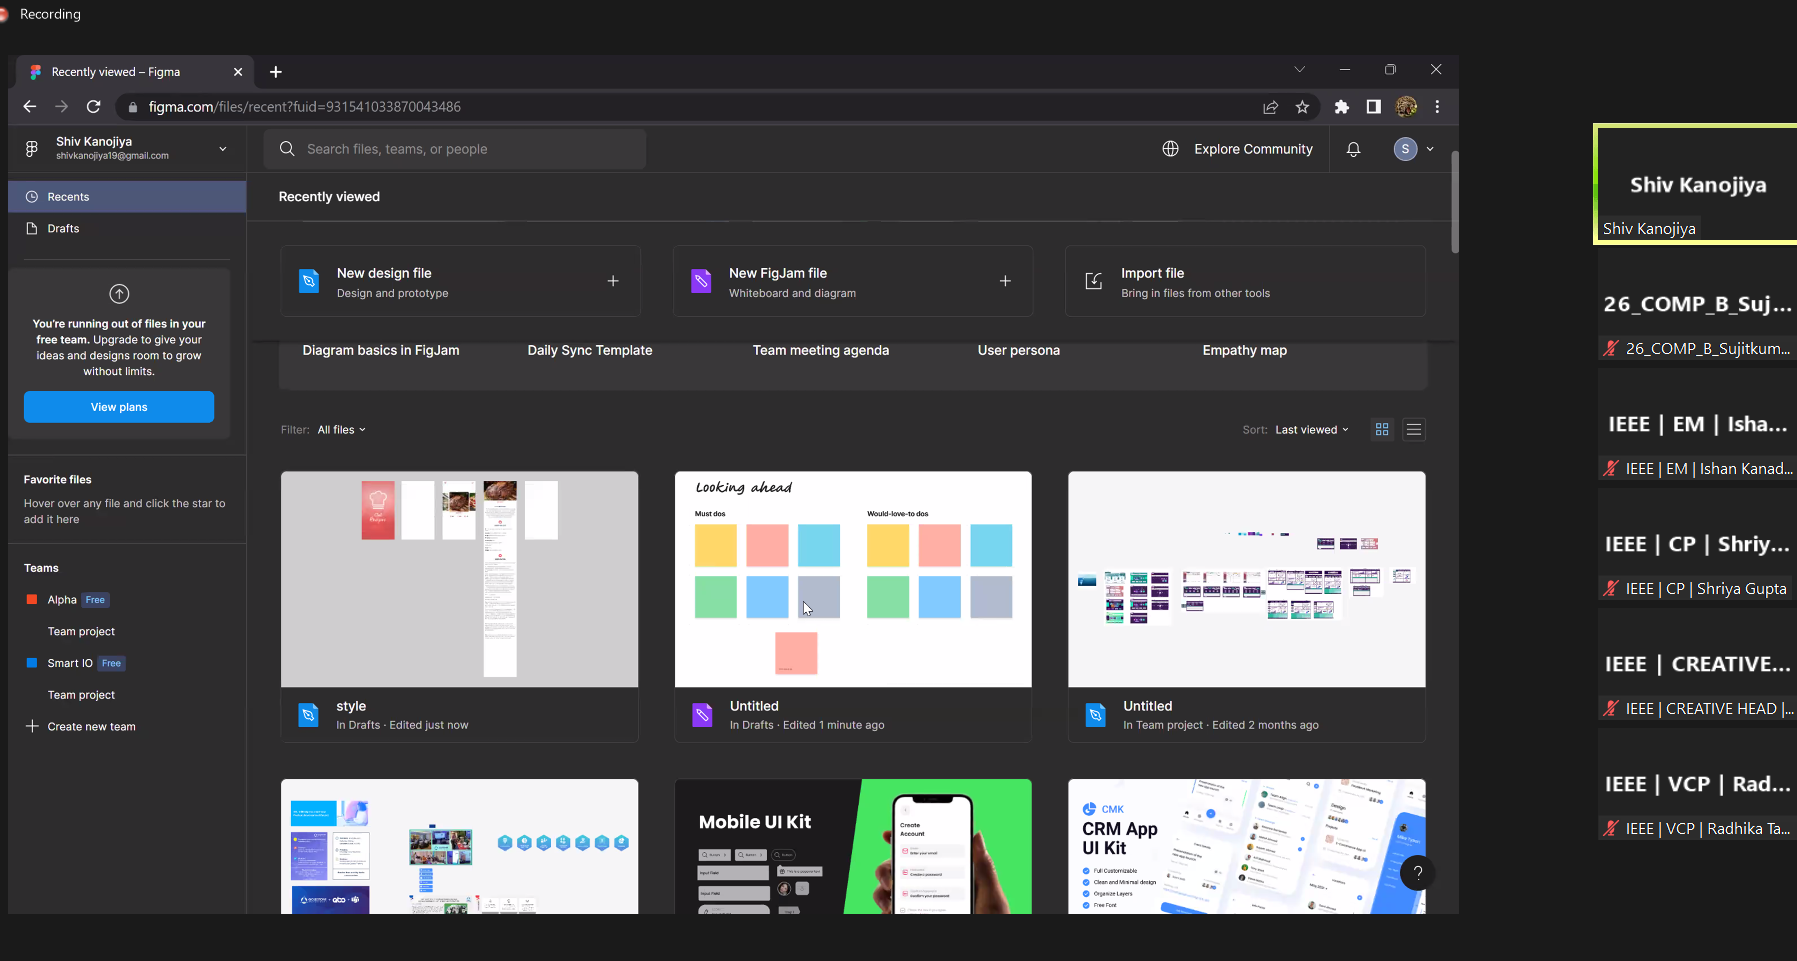 Recording
Recently viewed – Figma
figma.com/files/recent?fuid=931541033870043486
Shiv Kanojiya
shivkanojiya19@gmail.com
Search files, teams, or people
Explore Community
S
Recents
Drafts
Recently viewed
New design file
Design and prototype
New FigJam file
Whiteboard and diagram
Import file
Bring in files from other tools
You're running out of files in your
free team. Upgrade to give your
ideas and designs room to grow
without limits.
View plans
Diagram basics in FigJam
Daily Sync Template
Team meeting agenda
User persona
Empathy map
Filter: All files
Sort: Last viewed
Favorite files
Hover over any file and click the star to
add it here
Teams
Alpha Free
Team project
Smart IO Free
Team project
Create new team
Looking ahead
Must dos
Would-love-to dos
style
In Drafts · Edited just now
Untitled
In Drafts · Edited 1 minute ago
Untitled
In Team project · Edited 2 months ago
Mobile UI Kit
Create
Account
Input Field
Input Field
CMK
CRM App
UI Kit
Full Customizable
Clean and Minimal design
Organize Layers
Free Font
?
Shiv Kanojiya
Shiv Kanojiya
26_COMP_B_Suj...
26_COMP_B_Sujitkum...
IEEE | EM | Isha...
IEEE | EM | Ishan Kanad...
IEEE | CP | Shriy...
IEEE | CP | Shriya Gupta
IEEE | CREATIVE...
IEEE | CREATIVE HEAD |...
IEEE | VCP | Rad...
IEEE | VCP | Radhika Ta...